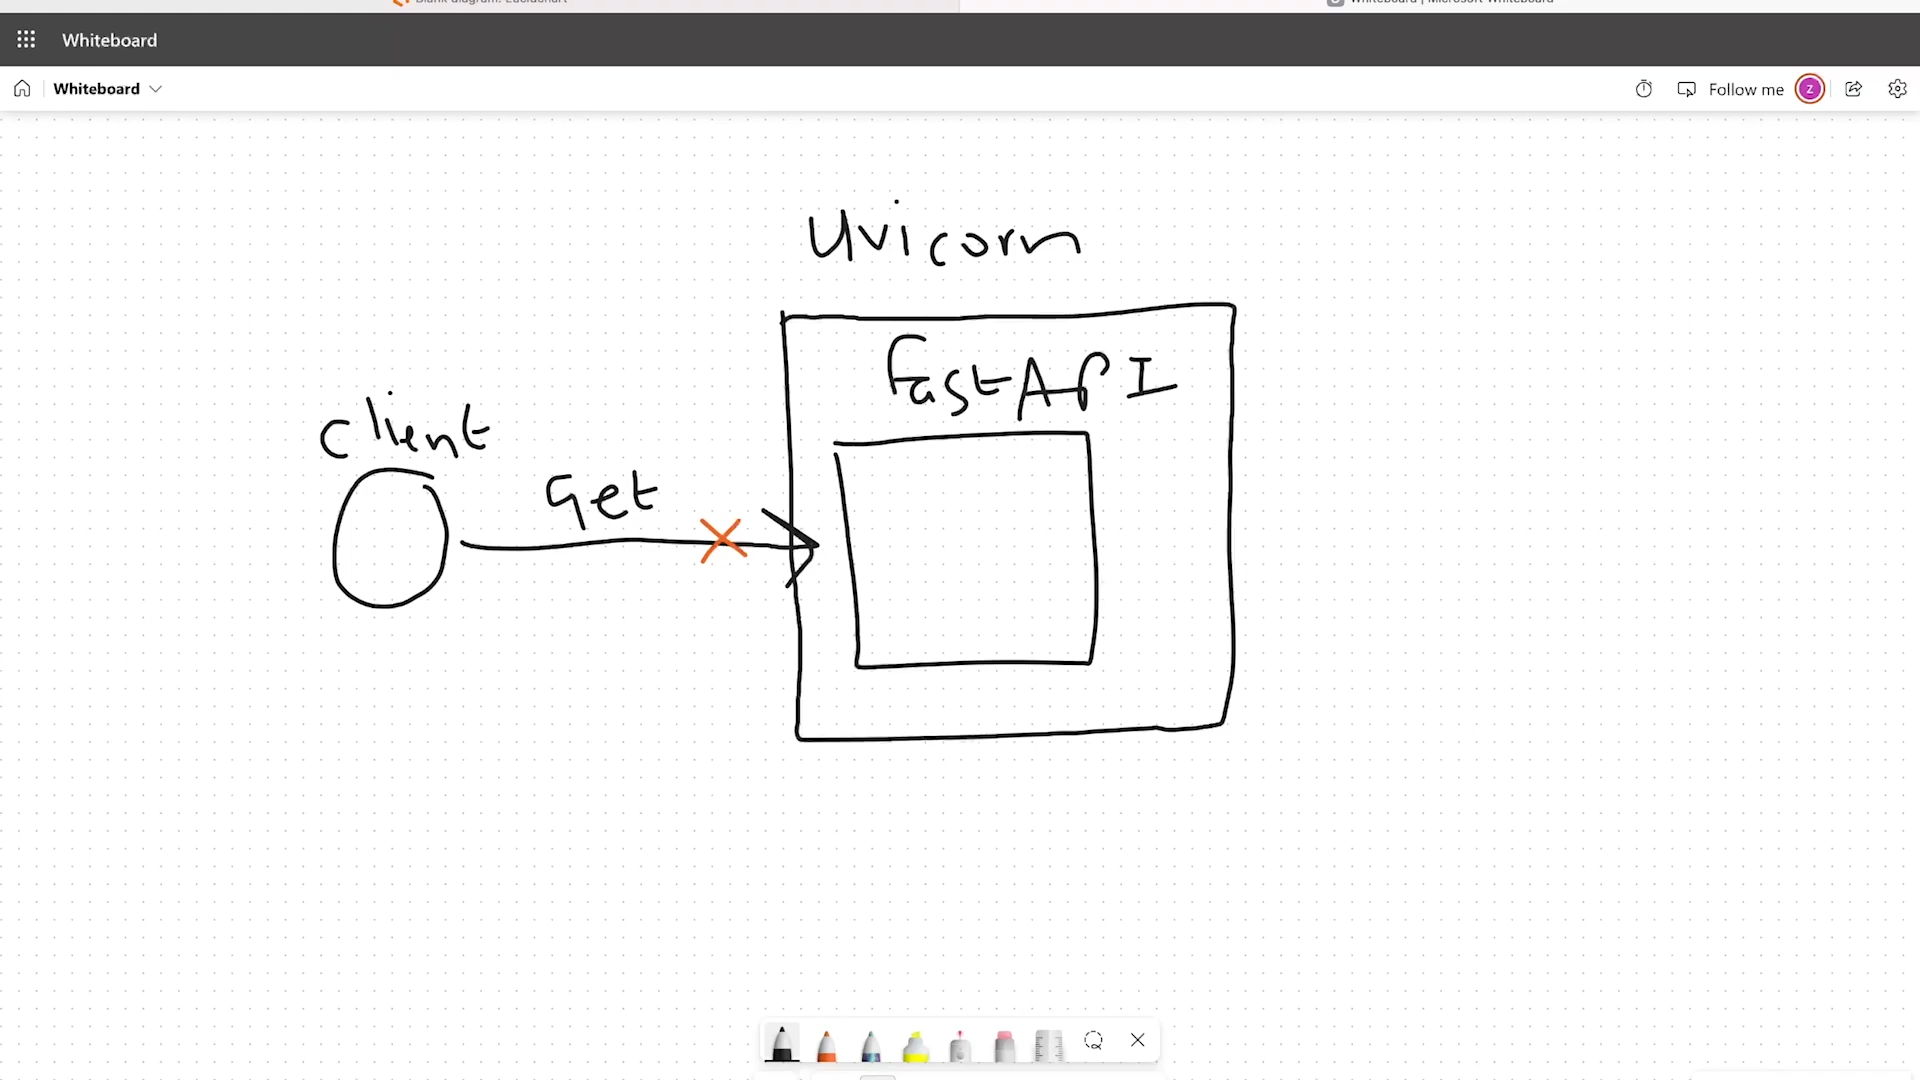 Whiteboard
Whiteboard
Follow me
Z
Uvicorn
FastAPI
client
Get